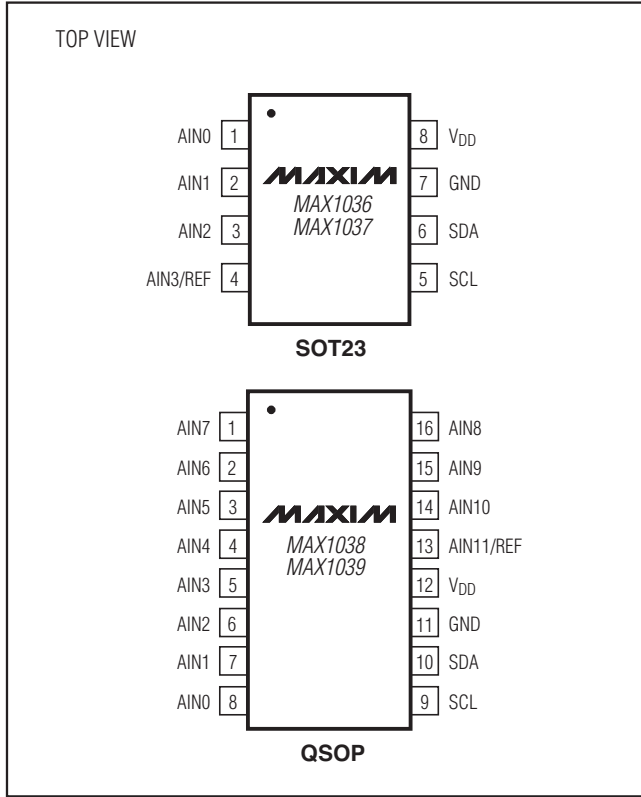 TOP VIEW
AIN0 1 8 VDD
AIN1 2 MAXIM 7 GND
MAX1036
AIN2 3 MAX1037 6 SDA
AIN3/REF 4 5 SCL
SOT23
AIN7 1 16 AIN8
AIN6 2 15 AIN9
AIN5 3 MAXIM 14 AIN10
AIN4 4 MAX1038 13 AIN11/REF
MAX1039
AIN3 5 12 VDD
AIN2 6 11 GND
AIN1 7 10 SDA
AIN0 8 9 SCL
QSOP